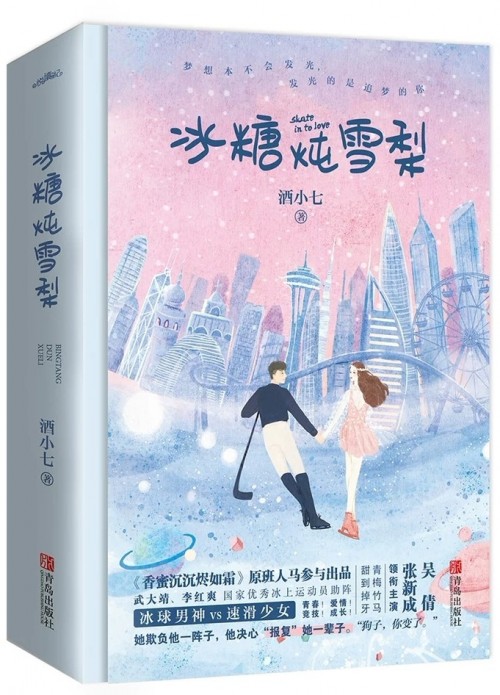 冰糖炖雪梨
BINGTANG
DUN
XUELI
酒小七
著
青岛出版社
梦想本不会发光，
发光的是追梦的你
skate
in to love
冰糖炖雪梨
酒小七
著
《香蜜沉沉烬如霜》原班人马参与出品
武大靖、李红爽 国家优秀冰上运动员助阵
冰球男神vs速滑少女
青春！爱情！
竞技！成长！
她欺负他一阵子，他决心“报复”她一辈子。“狗子，你变了。”
吴倩
张新成
领衔主演
青梅竹马
甜到掉牙
青岛出版社